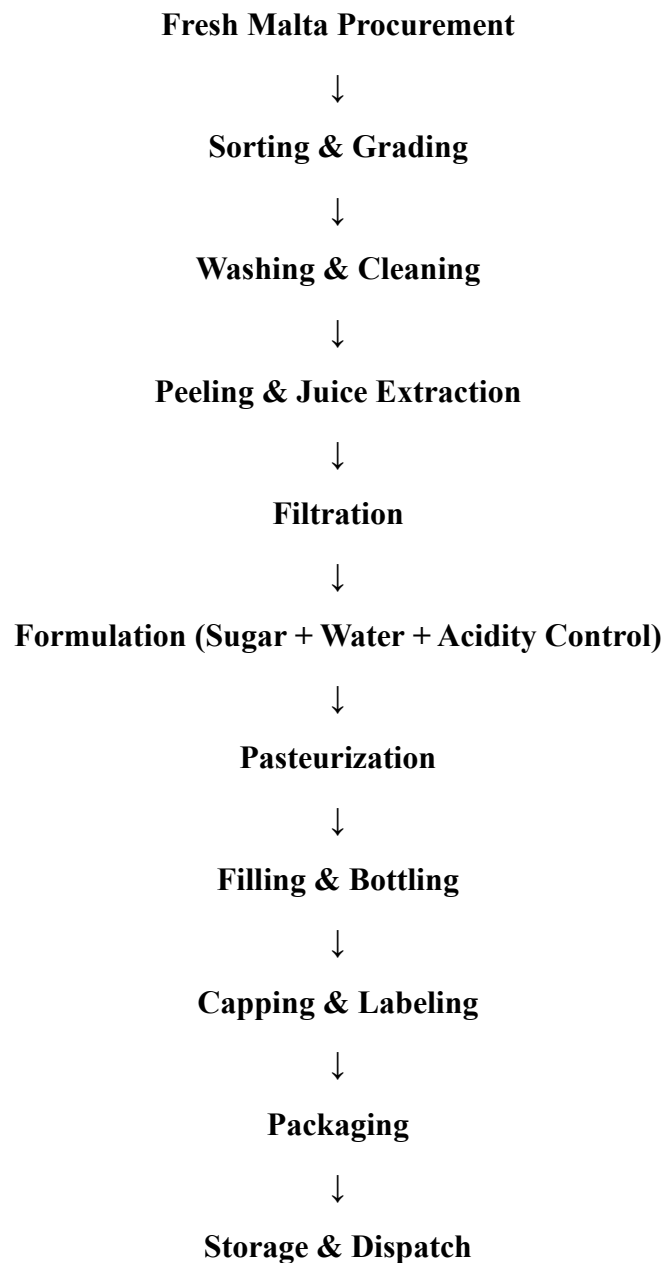 Fresh Malta Procurement
↓
Sorting & Grading
↓
Washing & Cleaning
↓
Peeling & Juice Extraction
↓
Filtration
↓
Formulation (Sugar + Water + Acidity Control)
↓
Pasteurization
↓
Filling & Bottling
↓
Capping & Labeling
↓
Packaging
↓
Storage & Dispatch